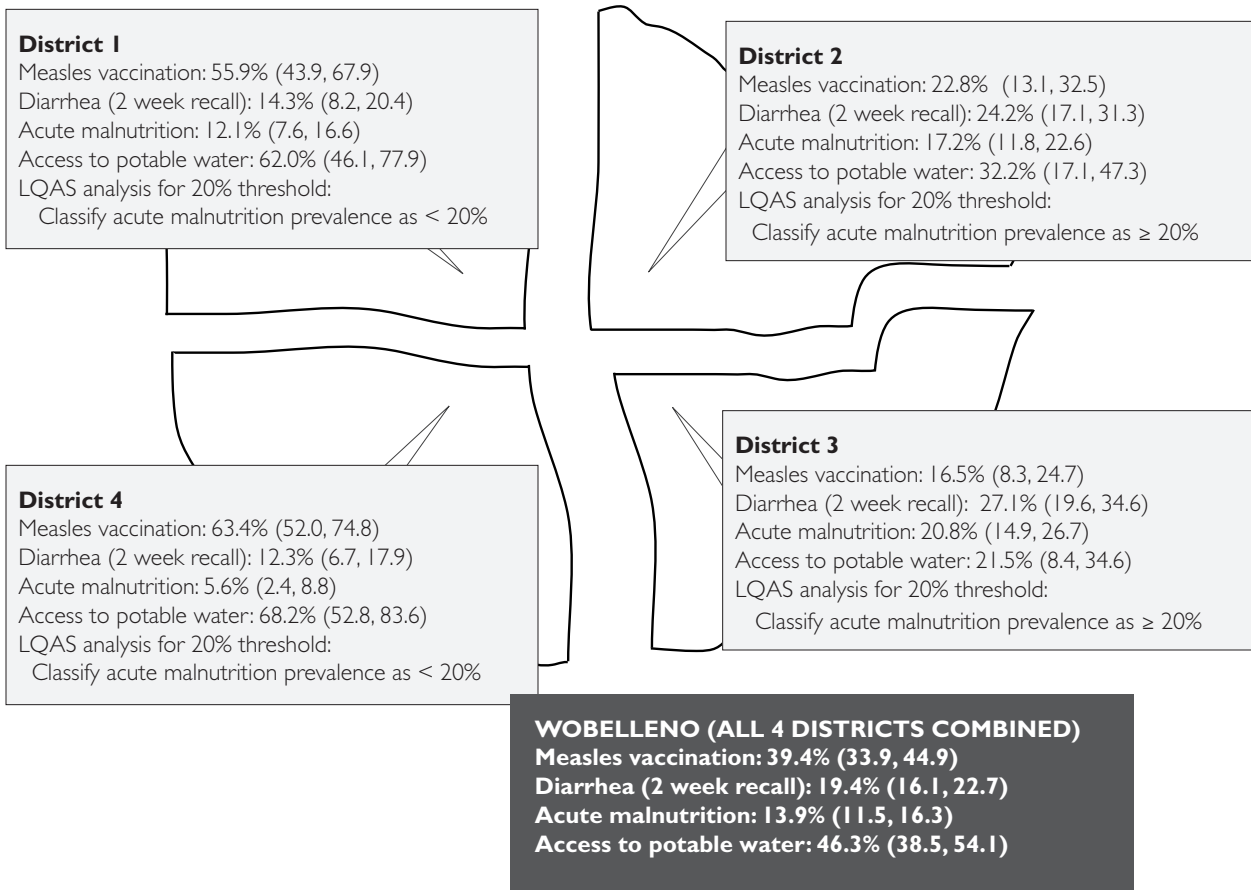 District 1
Measles vaccination: 55.9% (43.9, 67.9)
Diarrhea (2 week recall): 14.3% (8.2, 20.4)
Acute malnutrition: 12.1% (7.6, 16.6)
Access to potable water: 62.0% (46.1, 77.9)
LQAS analysis for 20% threshold:
Classify acute malnutrition prevalence as < 20%
District 2
Measles vaccination: 22.8% (13.1, 32.5)
Diarrhea (2 week recall): 24.2% (17.1, 31.3)
Acute malnutrition: 17.2% (11.8, 22.6)
Access to potable water: 32.2% (17.1, 47.3)
LQAS analysis for 20% threshold:
Classify acute malnutrition prevalence as ≥ 20%
District 3
Measles vaccination: 16.5% (8.3, 24.7)
Diarrhea (2 week recall): 27.1% (19.6, 34.6)
Acute malnutrition: 20.8% (14.9, 26.7)
Access to potable water: 21.5% (8.4, 34.6)
LQAS analysis for 20% threshold:
Classify acute malnutrition prevalence as ≥ 20%
District 4
Measles vaccination: 63.4% (52.0, 74.8)
Diarrhea (2 week recall): 12.3% (6.7, 17.9)
Acute malnutrition: 5.6% (2.4, 8.8)
Access to potable water: 68.2% (52.8, 83.6)
LQAS analysis for 20% threshold:
Classify acute malnutrition prevalence as < 20%
WOBELLENO (ALL 4 DISTRICTS COMBINED)
Measles vaccination: 39.4% (33.9, 44.9)
Diarrhea (2 week recall): 19.4% (16.1, 22.7)
Acute malnutrition: 13.9% (11.5, 16.3)
Access to potable water: 46.3% (38.5, 54.1)